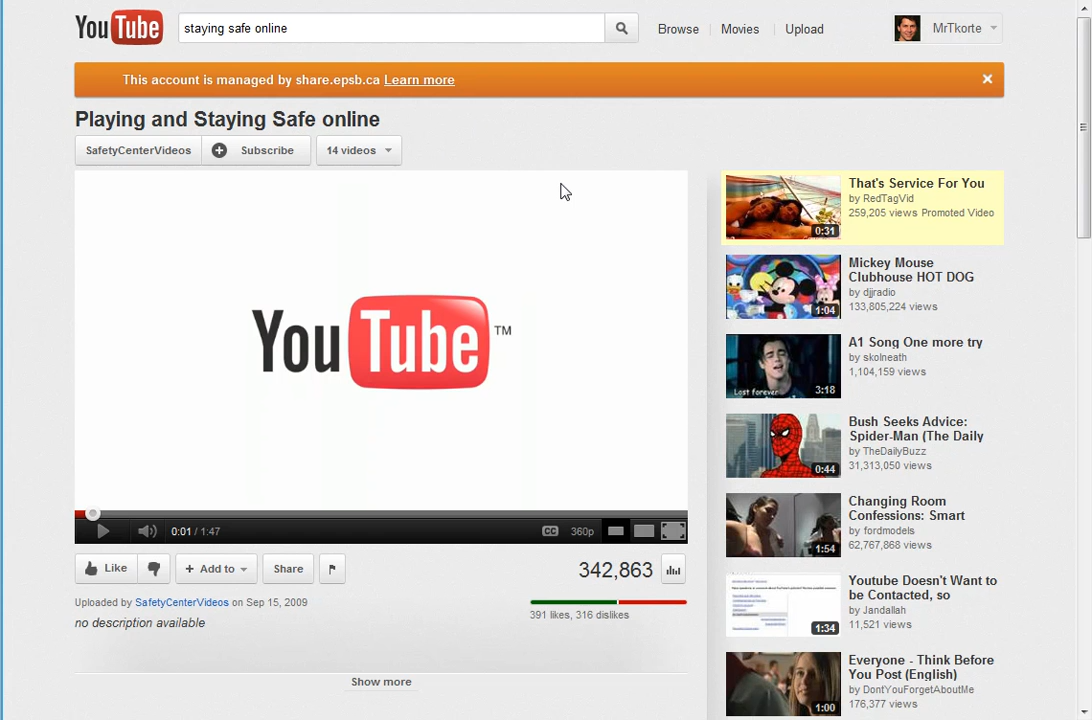 YouTube
staying safe online
Browse
Movies
Upload
MrTkorte
This account is managed by share.epsb.ca Learn more
Playing and Staying Safe online
SafetyCenterVideos
Subscribe
14 videos
YouTube™
0:01 / 1:47
CC
360p
Like
+ Add to
Share
342,863
Uploaded by SafetyCenterVideos on Sep 15, 2009
391 likes, 316 dislikes
no description available
Show more
0:31
That's Service For You
by RedTagVid
259,205 views Promoted Video
1:04
Mickey Mouse
Clubhouse HOT DOG
by djjradio
133,805,224 views
Lost forever
3:18
A1 Song One more try
by skolneath
1,104,159 views
0:44
Bush Seeks Advice:
Spider-Man (The Daily
by TheDailyBuzz
31,313,050 views
1:54
Changing Room
Confessions: Smart
by fordmodels
62,767,868 views
1:34
Youtube Doesn't Want to
be Contacted, so
by Jandallah
11,521 views
1:00
Everyone - Think Before
You Post (English)
by DontYouForgetAboutMe
176,377 views